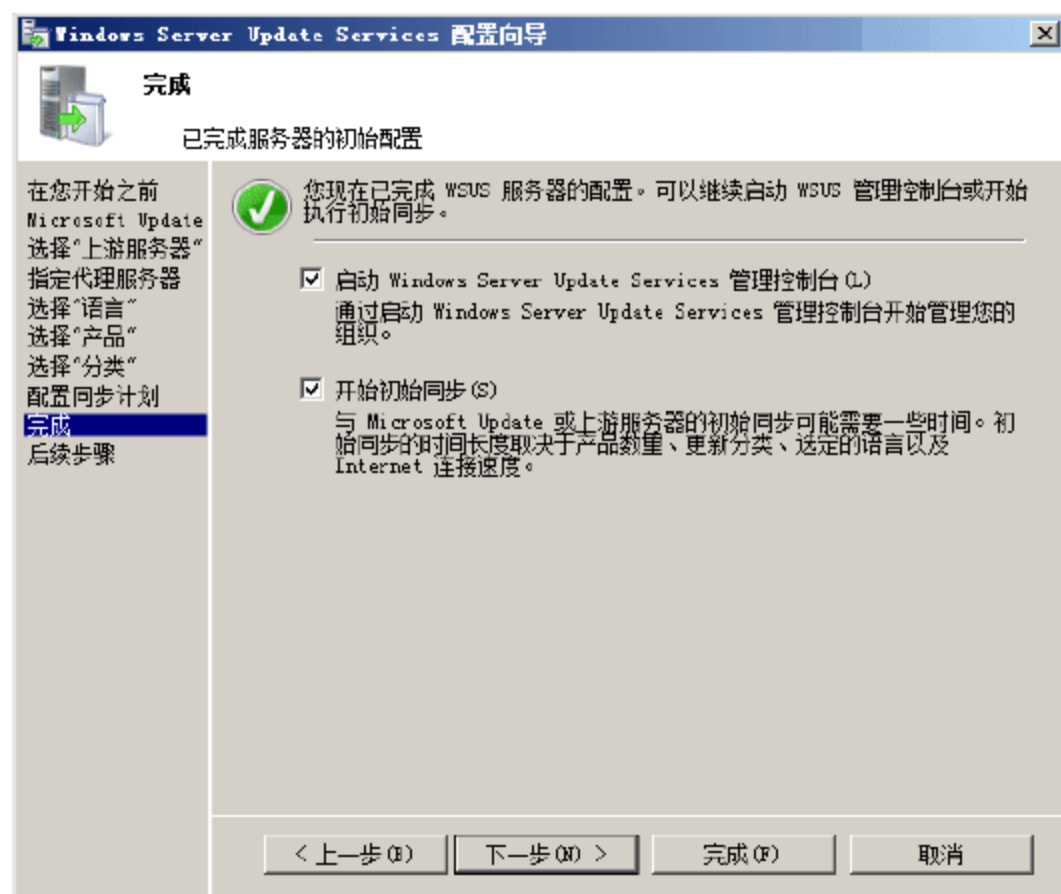 Windows Server Update Services 配置向导
完成
已完成服务器的初始配置
在您开始之前
Microsoft Update
选择"上游服务器"
指定代理服务器
选择"语言"
选择"产品"
选择"分类"
配置同步计划
完成
后续步骤
您现在已完成 WSUS 服务器的配置。可以继续启动 WSUS 管理控制台或开始
执行初始同步。
启动 Windows Server Update Services 管理控制台(L)
通过启动 Windows Server Update Services 管理控制台开始管理您的
组织。
开始初始同步(S)
与 Microsoft Update 或上游服务器的初始同步可能需要一些时间。初
始同步的时间长度取决于产品数量、更新分类、选定的语言以及
Internet 连接速度。
< 上一步(B)
下一步(N) >
完成(F)
取消